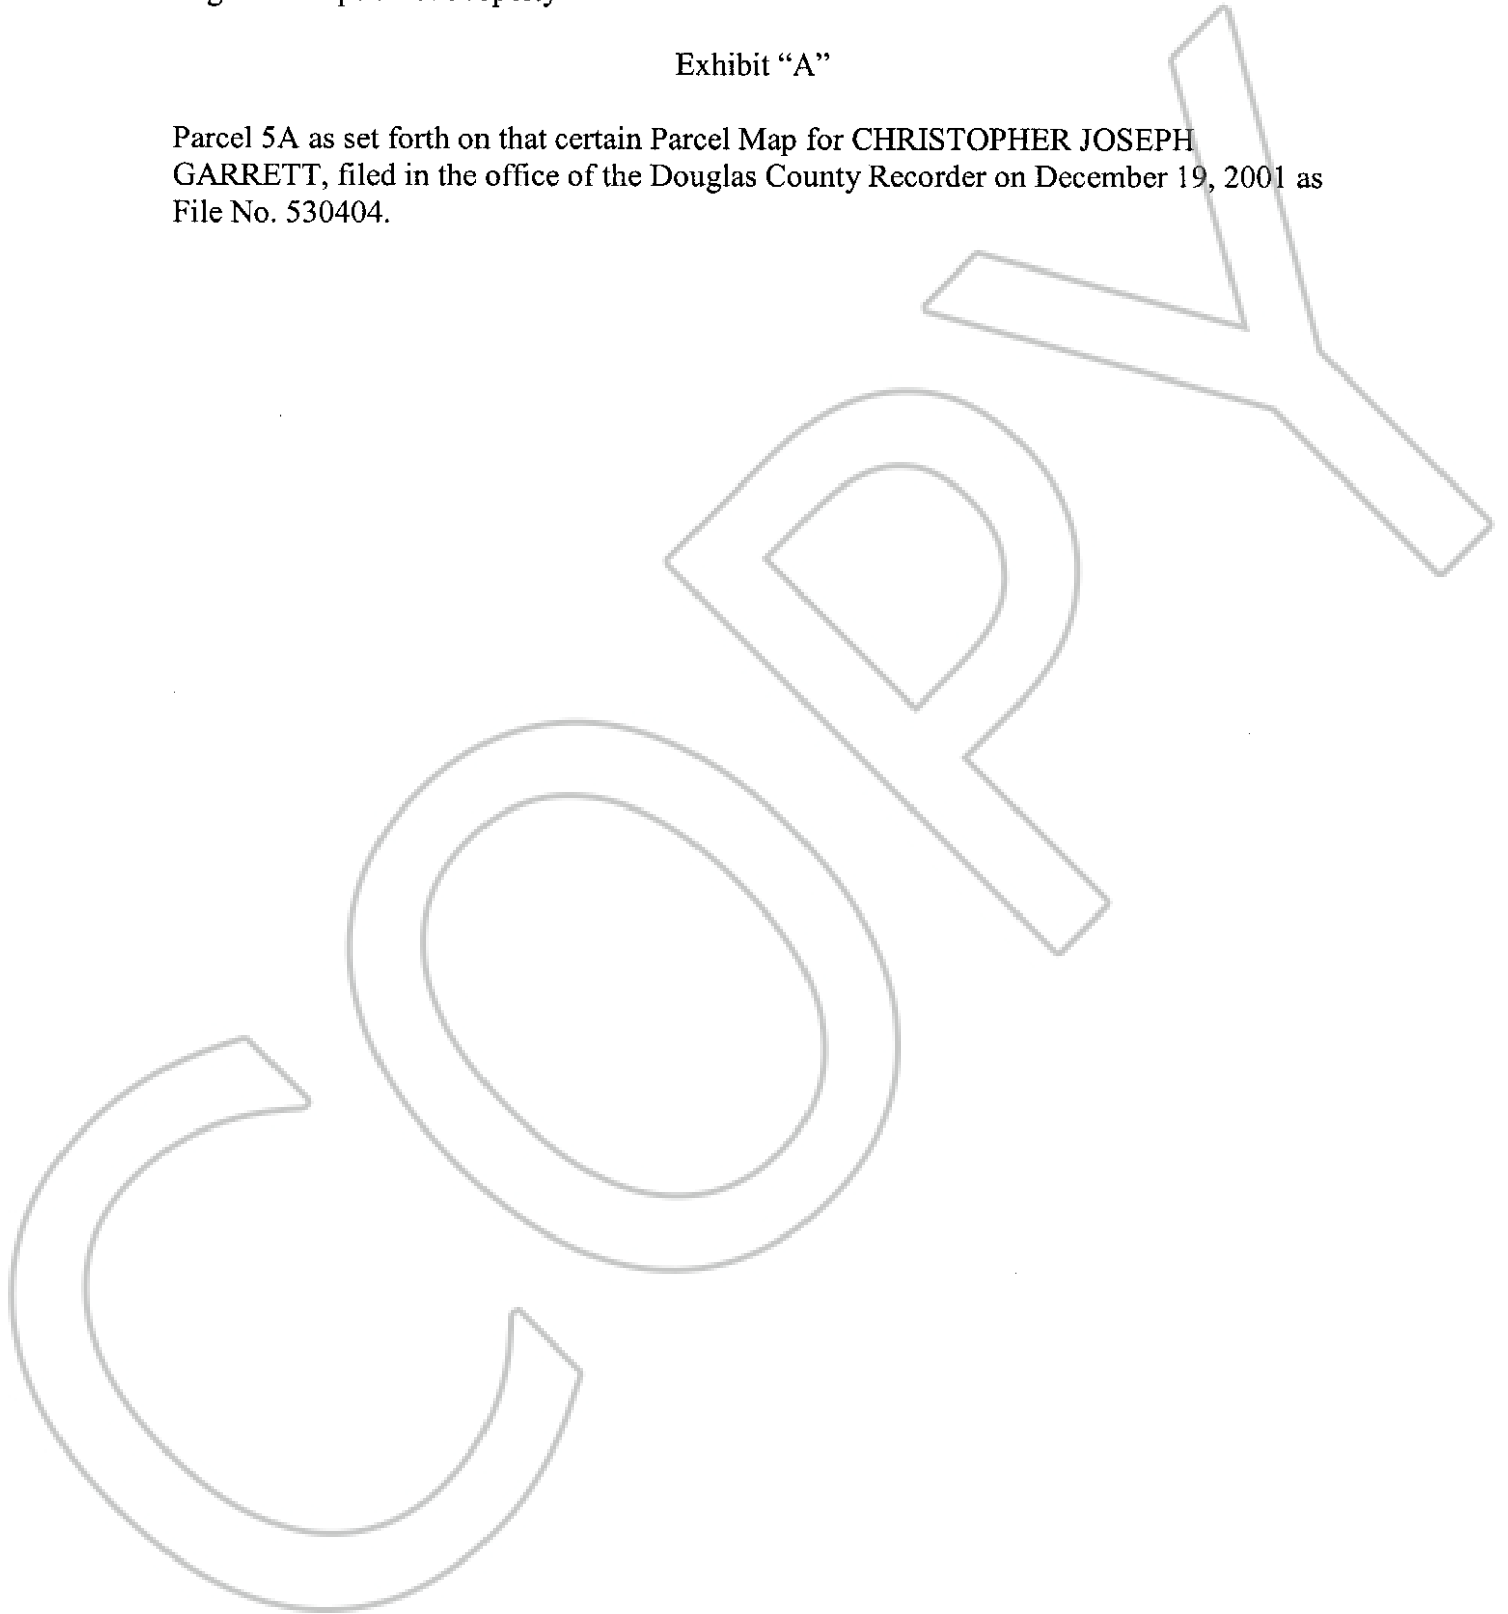 Exhibit “A”
Parcel 5A as set forth on that certain Parcel Map for CHRISTOPHER JOSEPH
GARRETT, filed in the office of the Douglas County Recorder on December 19, 2001 as
File No. 530404.
COPY